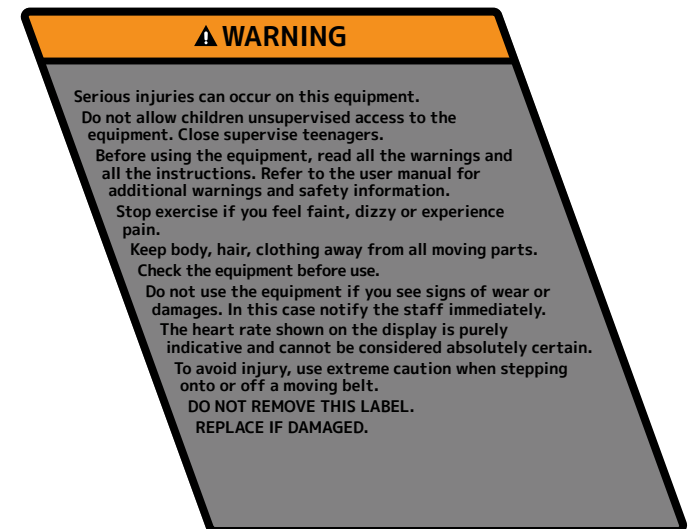 WARNING
Serious injuries can occur on this equipment.
Do not allow children unsupervised access to the
equipment. Close supervise teenagers.
Before using the equipment, read all the warnings and
all the instructions. Refer to the user manual for
additional warnings and safety information.
Stop exercise if you feel faint, dizzy or experience
pain.
Keep body, hair, clothing away from all moving parts.
Check the equipment before use.
Do not use the equipment if you see signs of wear or
damages. In this case notify the staff immediately.
The heart rate shown on the display is purely
indicative and cannot be considered absolutely certain.
To avoid injury, use extreme caution when stepping
onto or off a moving belt.
DO NOT REMOVE THIS LABEL.
REPLACE IF DAMAGED.